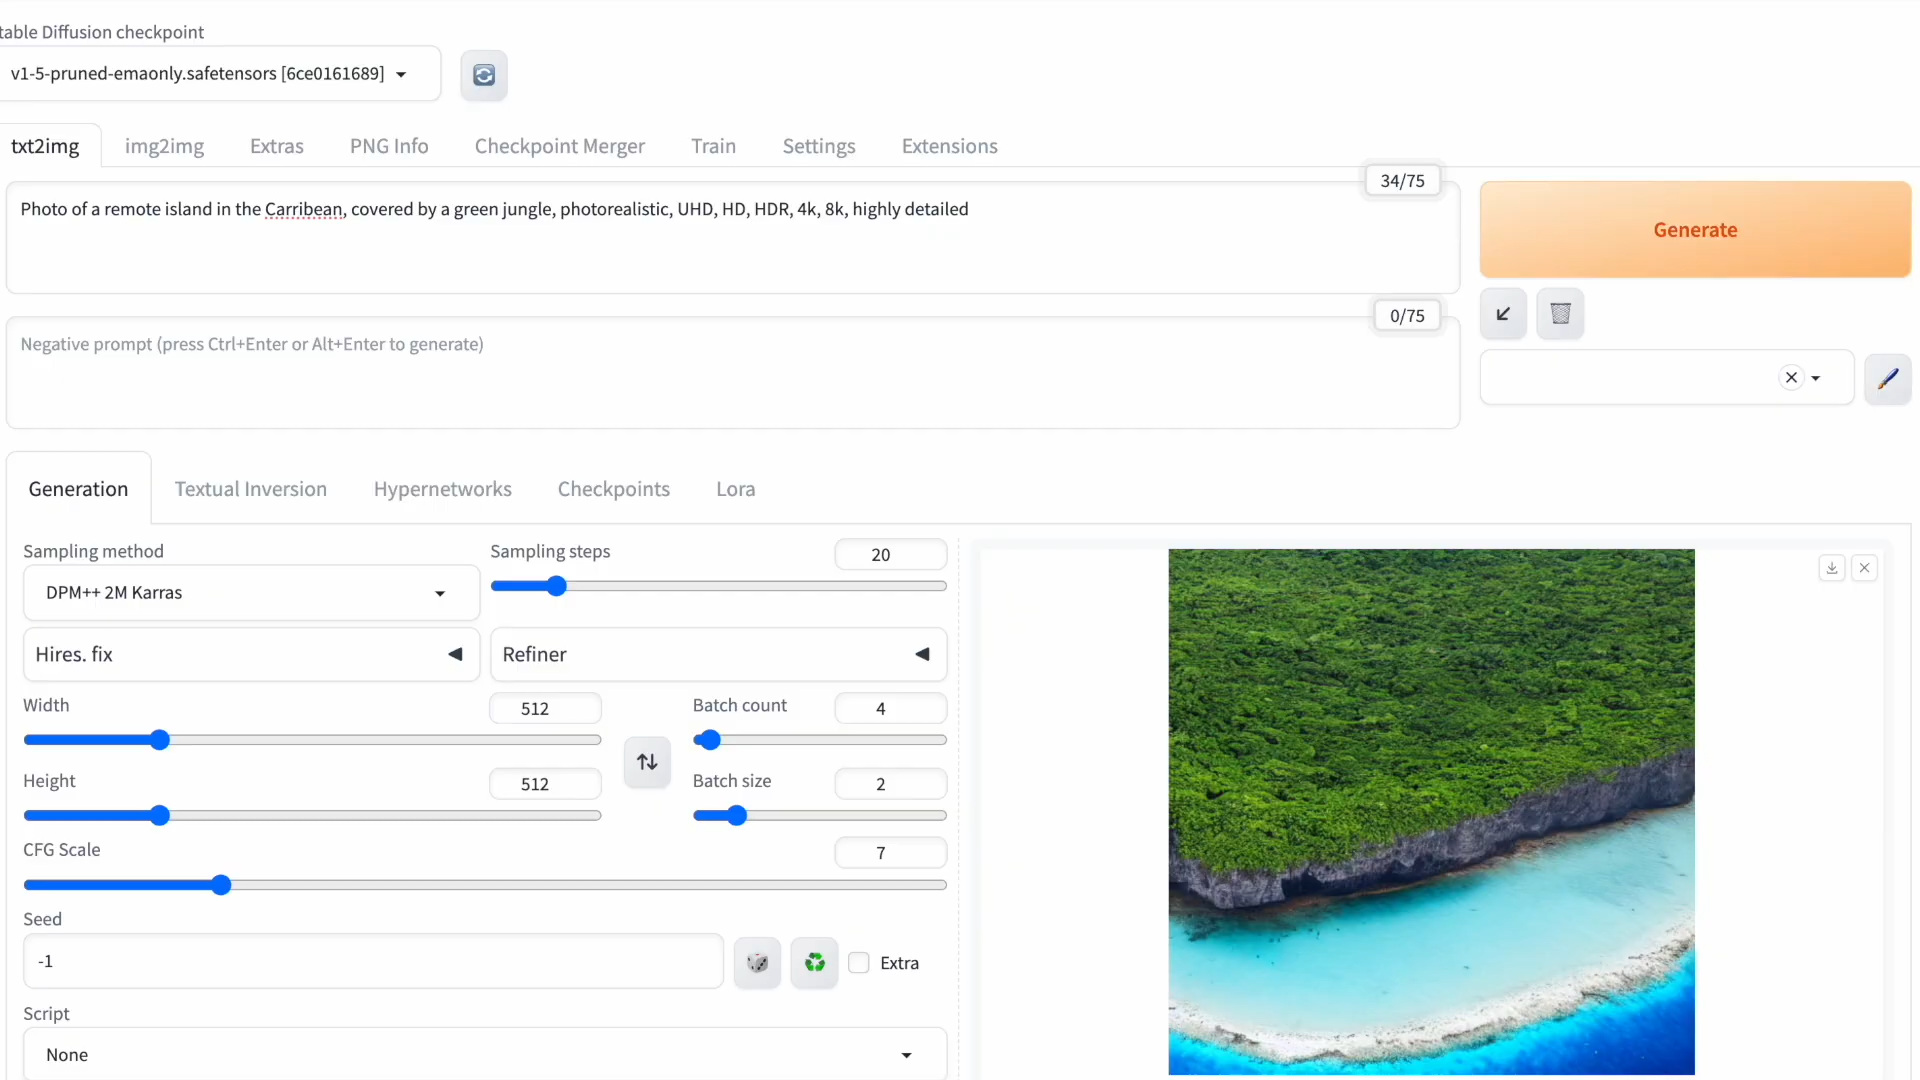 table Diffusion checkpoint
v1-5-pruned-emaonly.safetensors [6ce0161689]
txt2img img2img Extras PNG Info Checkpoint Merger Train Settings Extensions
34/75
Photo of a remote island in the Carribean, covered by a green jungle, photorealistic, UHD, HD, HDR, 4k, 8k, highly detailed
Generate
0/75
Negative prompt (press Ctrl+Enter or Alt+Enter to generate)
Generation Textual Inversion Hypernetworks Checkpoints Lora
Sampling method
DPM++ 2M Karras
Sampling steps 20
Hires. fix
Refiner
Width 512
Batch count 4
Height 512
Batch size 2
CFG Scale 7
Seed
-1
Extra
Script
None